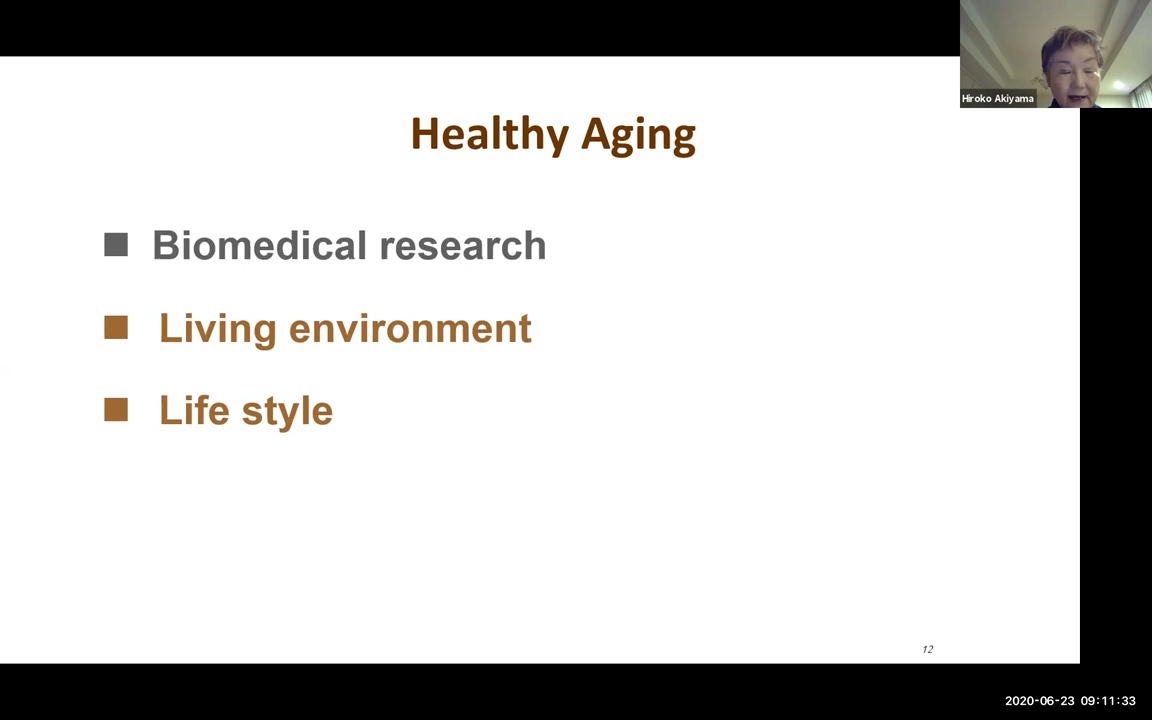 Hiroko Akiyama
Healthy Aging
Biomedical research
Living environment
Life style
12
2020-06-23 09:11:33